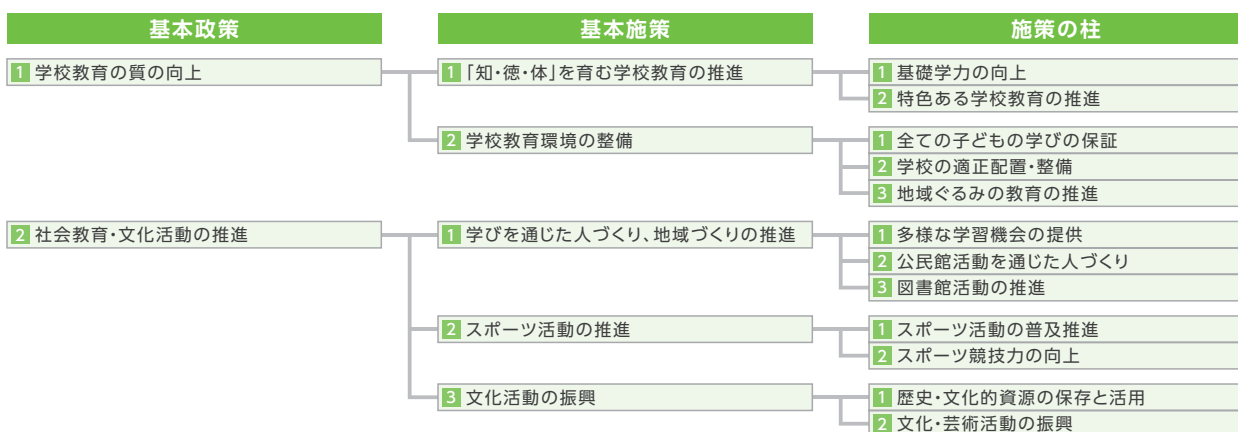 基本政策 基本施策 施策の柱
1 学校教育の質の向上 1 「知・徳・体」を育む学校教育の推進 1 基礎学力の向上
2 特色ある学校教育の推進
2 学校教育環境の整備 1 全ての子どもの学びの保証
2 学校の適正配置・整備
3 地域ぐるみの教育の推進
2 社会教育・文化活動の推進 1 学びを通じた人づくり、地域づくりの推進 1 多様な学習機会の提供
2 公民館活動を通じた人づくり
3 図書館活動の推進
2 スポーツ活動の推進 1 スポーツ活動の普及推進
2 スポーツ競技力の向上
3 文化活動の振興 1 歴史・文化的資源の保存と活用
2 文化・芸術活動の振興